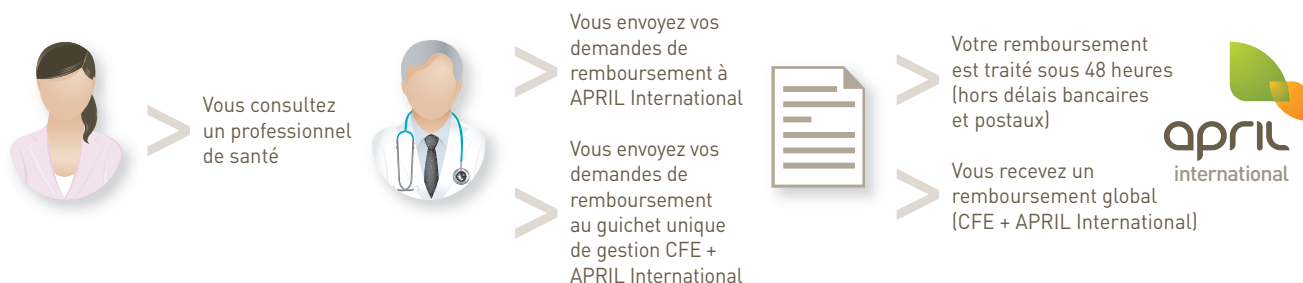 Vous consultez
un professionnel
de santé
Vous envoyez vos
demandes de
remboursement à
APRIL International
Vous envoyez vos
demandes de
remboursement
au guichet unique
de gestion CFE +
APRIL International
Votre remboursement
est traité sous 48 heures
(hors délais bancaires
et postaux)
Vous recevez un
remboursement global
(CFE + APRIL International)
april
international